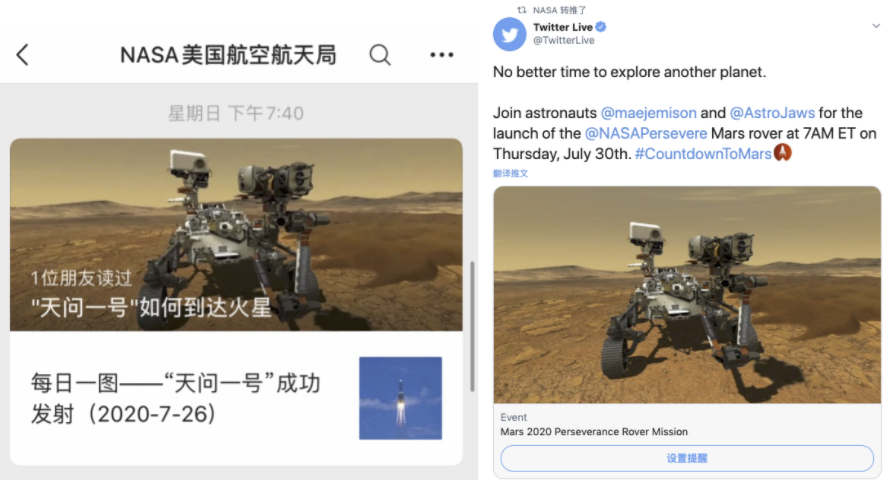 NASA美国航空航天局
星期日 下午7:40
1位朋友读过
"天问一号"如何到达火星
每日一图——“天问一号”成功
发射（2020-7-26）
NASA 转推了
Twitter Live
@TwitterLive
No better time to explore another planet.
Join astronauts @maejemison and @AstroJaws for the
launch of the @NASAPersevere Mars rover at 7AM ET on
Thursday, July 30th. #CountdownToMars
翻译推文
Event
Mars 2020 Perseverance Rover Mission
设置提醒